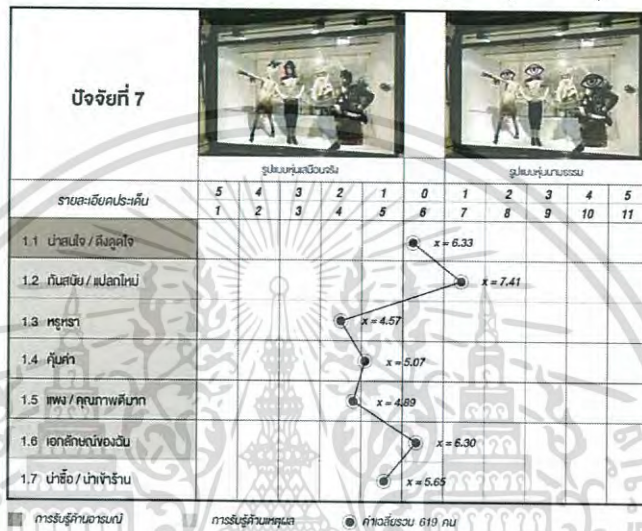 ปัจจัยที่ 7
รูปแบบหุ่นเสมือนจริง
รูปแบบหุ่นนามธรรม
รายละเอียดประเด็น
5 4 3 2 1 0 1 2 3 4 5
1 2 3 4 5 6 7 8 9 10 11
1.1 น่าสนใจ / ดึงดูดใจ
x = 6.33
1.2 ทันสมัย / แปลกใหม่
x = 7.41
1.3 หรูหรา
x = 4.57
1.4 คุ้มค่า
x = 5.07
1.5 แพง / คุณภาพดีมาก
x = 4.89
1.6 เอกลักษณ์ของฉัน
x = 6.30
1.7 น่าซื้อ / น่าเข้าร้าน
x = 5.65
การรับรู้ด้านอารมณ์ การรับรู้ด้านเหตุผล ค่าเฉลี่ยรวม 619 คน